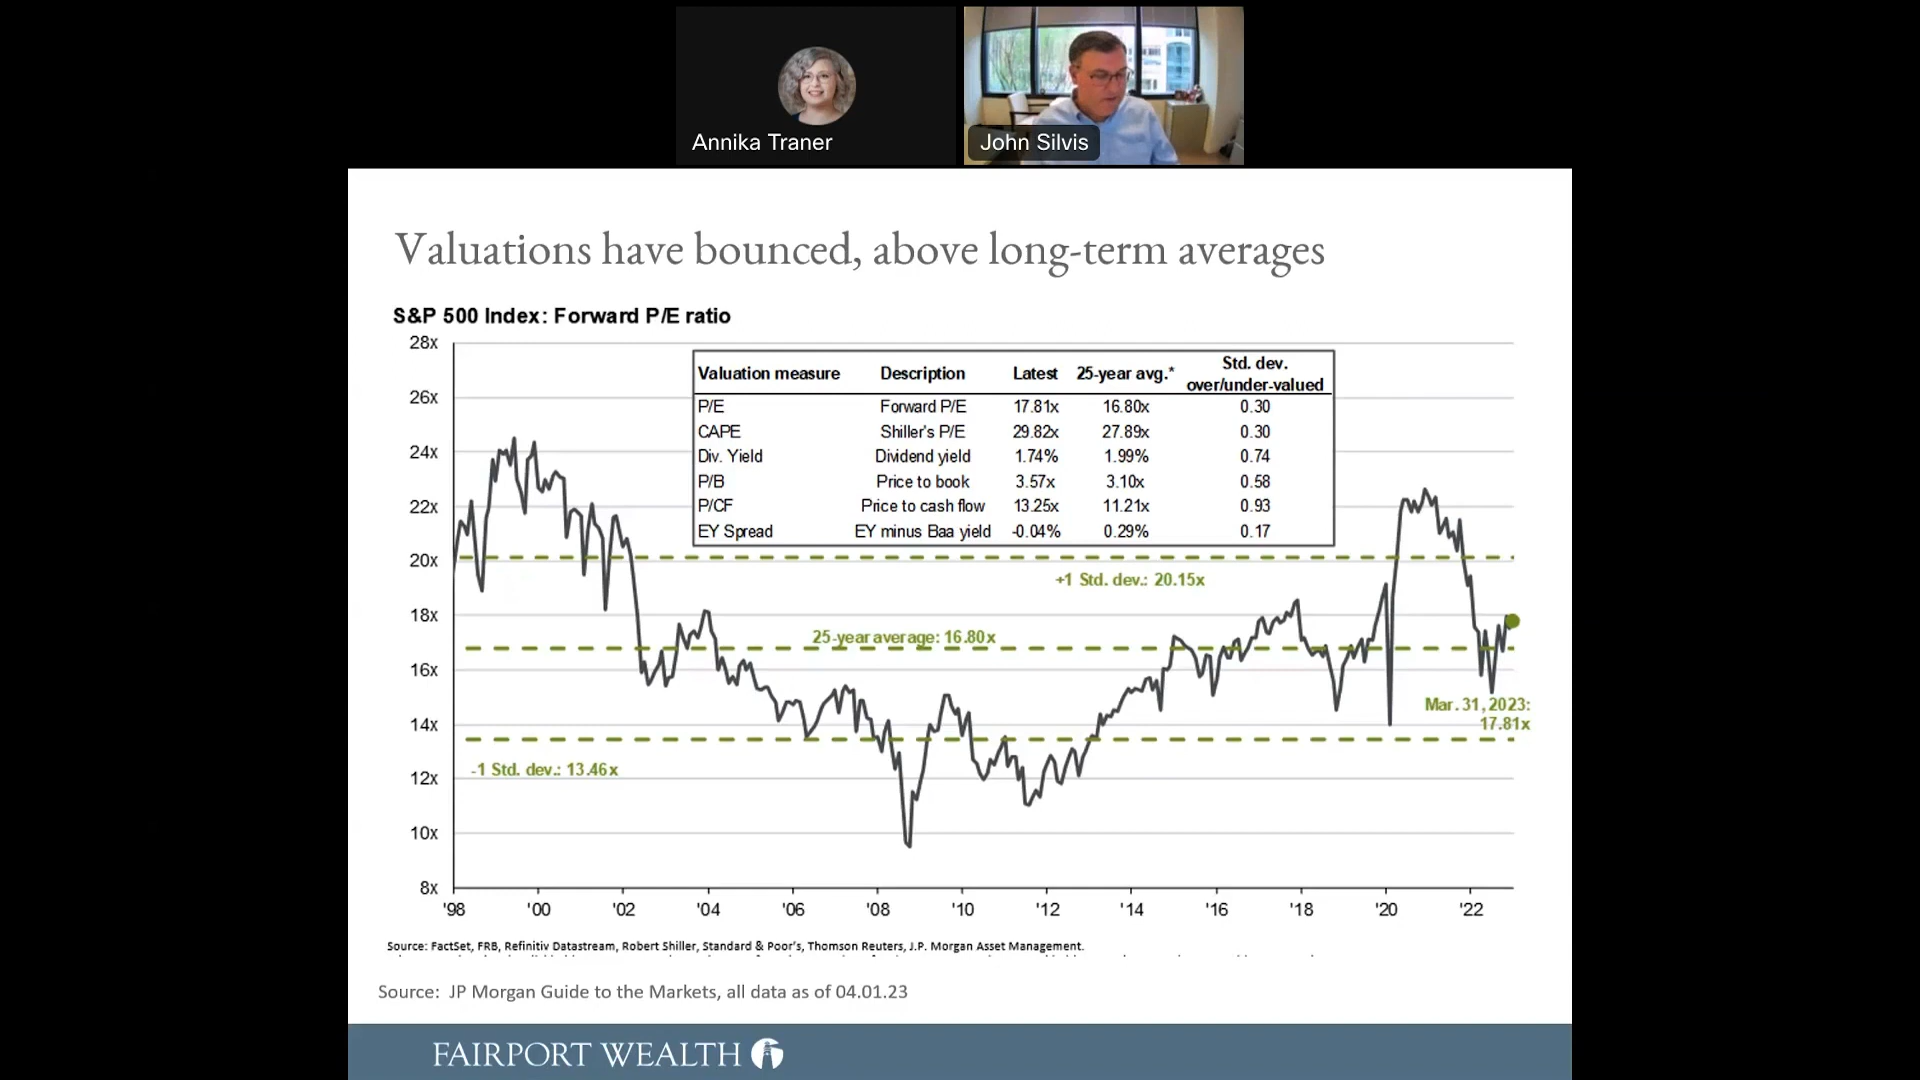 Annika Traner
John Silvis
Valuations have bounced, above long-term averages
S&P 500 Index: Forward P/E ratio
28x
26x
24x
22x
20x
18x
16x
14x
12x
10x
8x
Valuation measure Description Latest 25-year avg.* Std. dev. over/under-valued
P/E Forward P/E 17.81x 16.80x 0.30
CAPE Shiller's P/E 29.82x 27.89x 0.30
Div. Yield Dividend yield 1.74% 1.99% 0.74
P/B Price to book 3.57x 3.10x 0.58
P/CF Price to cash flow 13.25x 11.21x 0.93
EY Spread EY minus Baa yield -0.04% 0.29% 0.17
+1 Std. dev.: 20.15x
25-year average: 16.80x
Mar. 31, 2023:
17.81x
-1 Std. dev.: 13.46x
'98 '00 '02 '04 '06 '08 '10 '12 '14 '16 '18 '20 '22
Source: FactSet, FRB, Refinitiv Datastream, Robert Shiller, Standard & Poor's, Thomson Reuters, J.P. Morgan Asset Management.
Source: JP Morgan Guide to the Markets, all data as of 04.01.23
FAIRPORT WEALTH